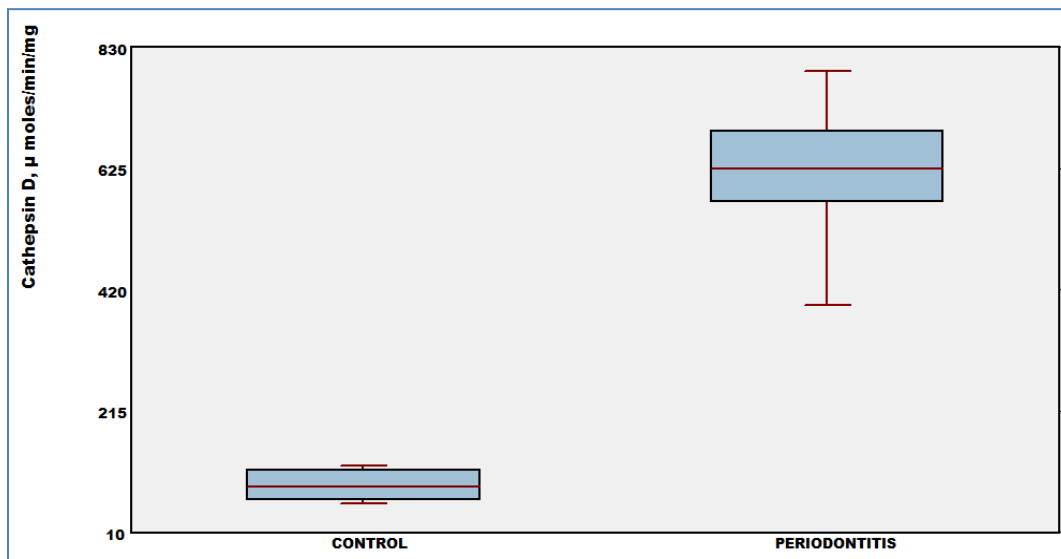 Cathepsin D, µ moles/min/mg
830
625
420
215
10
CONTROL
PERIODONTITIS